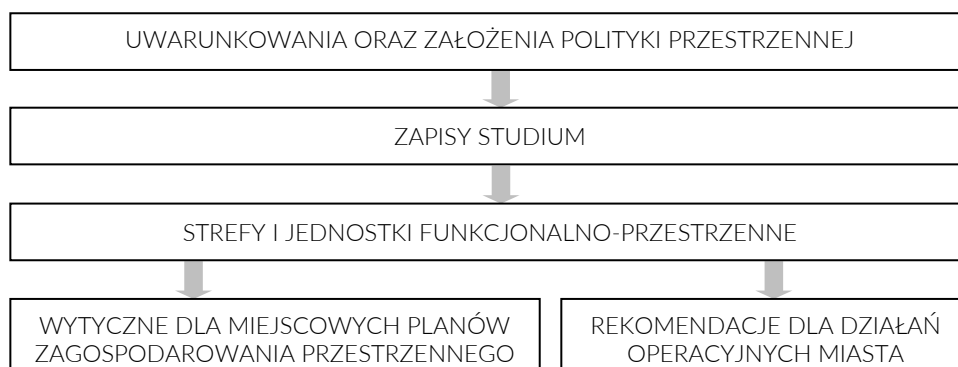 UWARUNKOWANIA ORAZ ZAŁOŻENIA POLITYKI PRZESTRZENNEJ
ZAPISY STUDIUM
STREFY I JEDNOSTKI FUNKCJONALNO-PRZESTRZENNE
WYTYCZNE DLA MIEJSCOWYCH PLANÓW
ZAGOSPODAROWANIA PRZESTRZENNEGO
REKOMENDACJE DLA DZIAŁAŃ
OPERACYJNYCH MIASTA